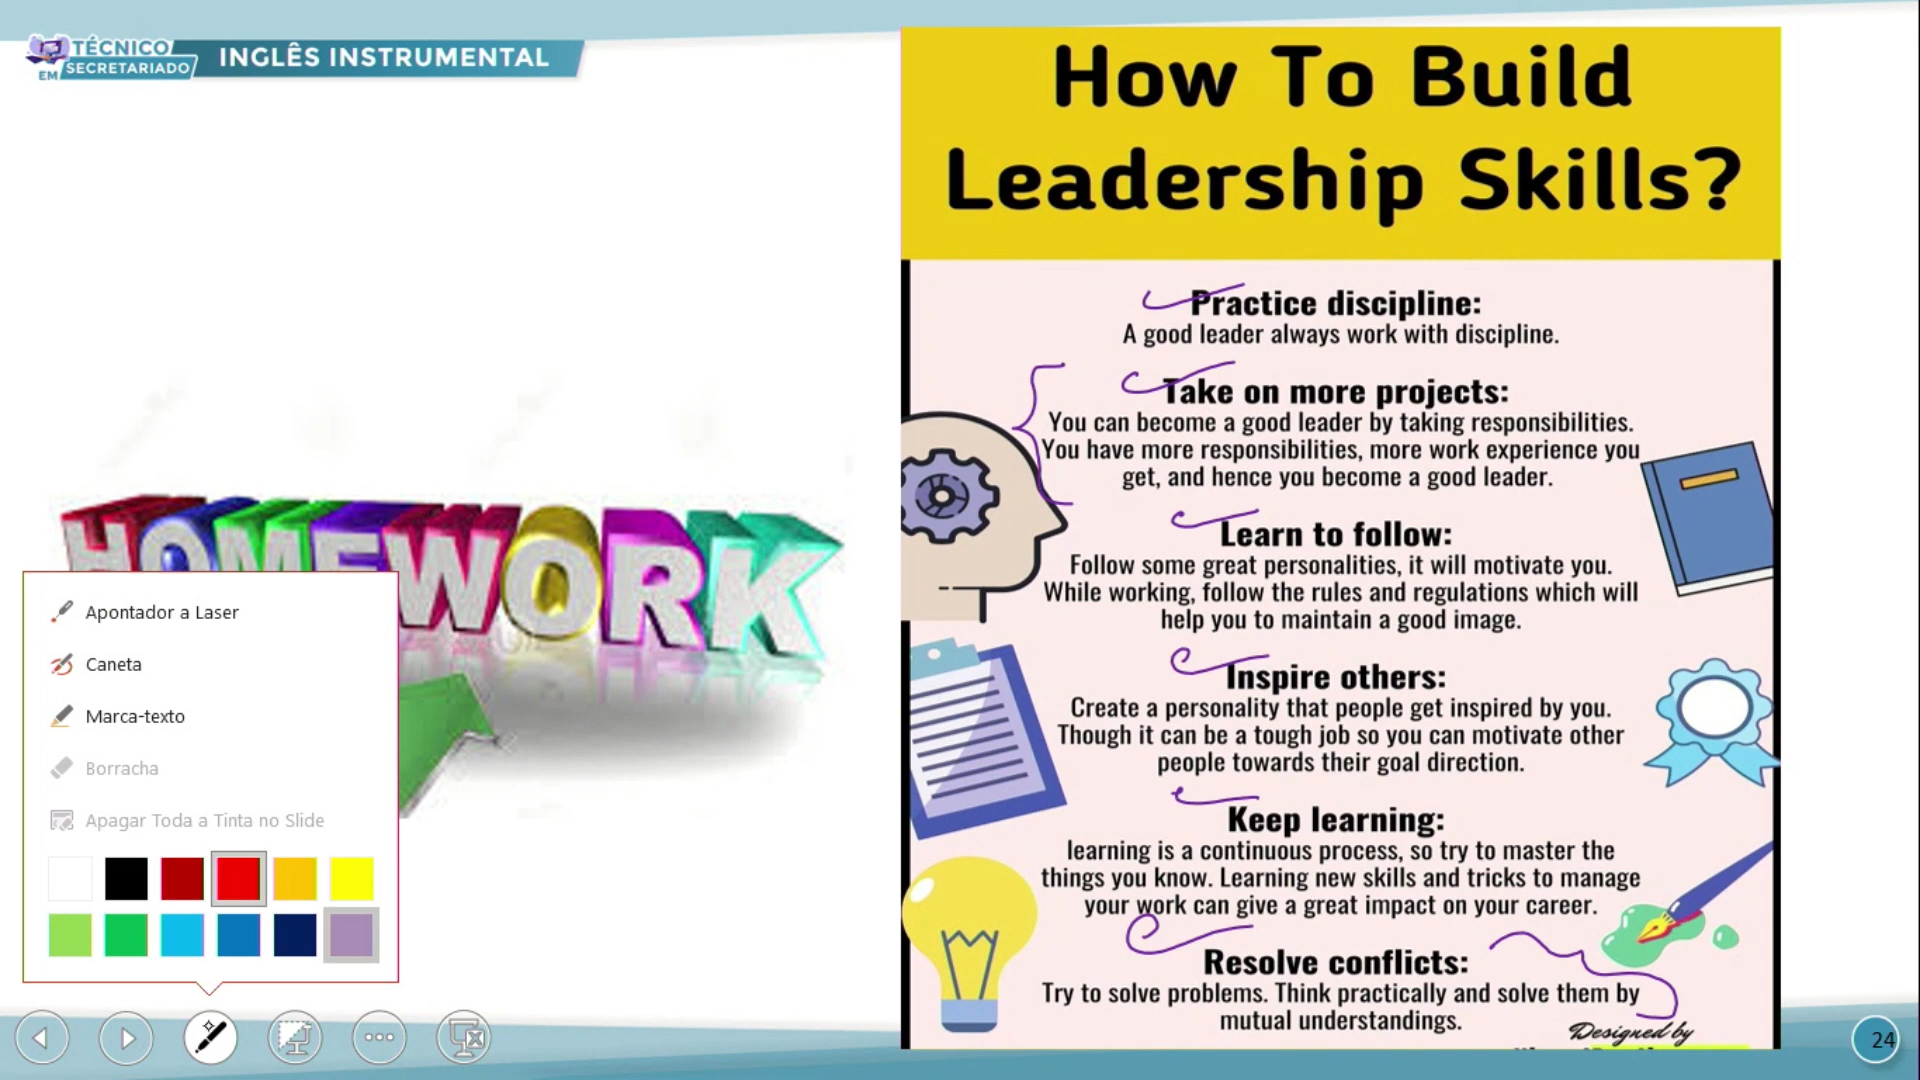 TÉCNICO
EM SECRETARIADO
INGLÊS INSTRUMENTAL
How To Build
Leadership Skills?
Practice discipline:
A good leader always work with discipline.
Take on more projects:
You can become a good leader by taking responsibilities.
You have more responsibilities, more work experience you
get, and hence you become a good leader.
Learn to follow:
Follow some great personalities, it will motivate you.
While working, follow the rules and regulations which will
help you to maintain a good image.
Inspire others:
Create a personality that people get inspired by you.
Though it can be a tough job so you can motivate other
people towards their goal direction.
Keep learning:
learning is a continuous process, so try to master the
things you know. Learning new skills and tricks to manage
your work can give a great impact on your career.
Resolve conflicts:
Try to solve problems. Think practically and solve them by
mutual understandings.
Designed by
HOMEWORK
Apontador a Laser
Caneta
Marca-texto
Borracha
Apagar Toda a Tinta no Slide
24